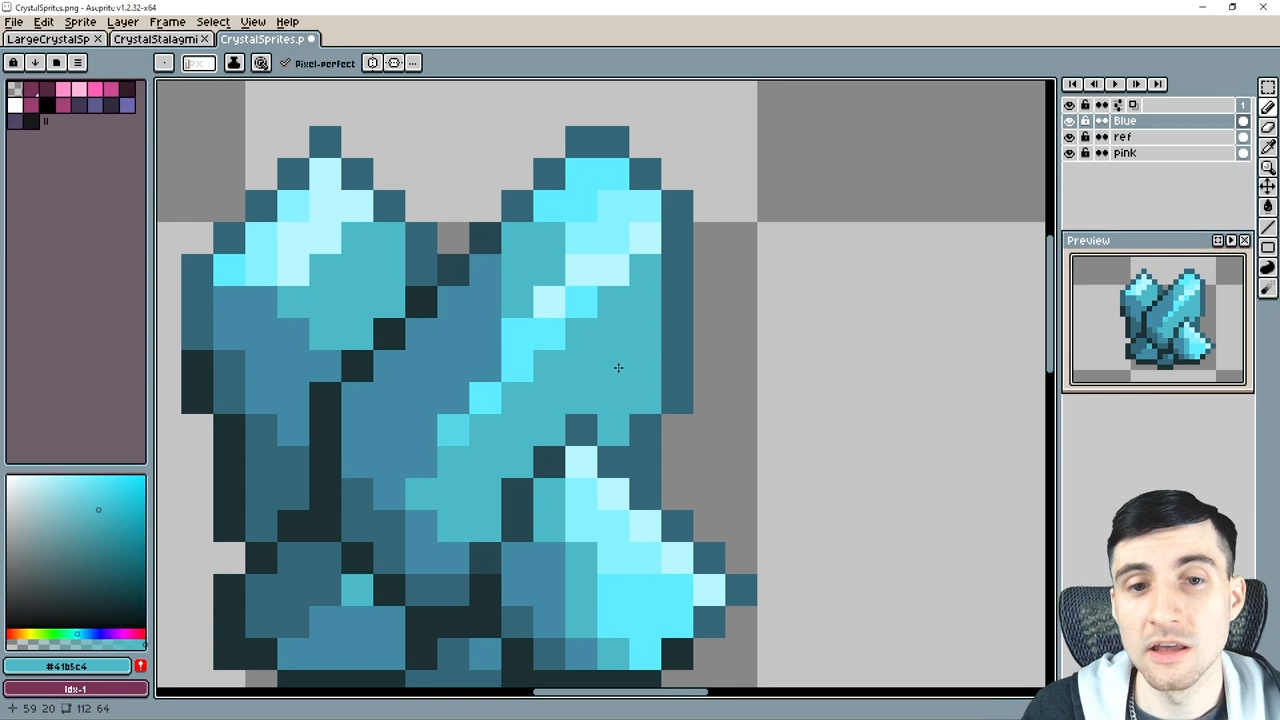 CrystalSprites.png - Aseprite v1.2.32-x64
File Edit Sprite Layer Frame Select View Help
LargeCrystalSp CrystalStalagmi CrystalSprites.p
Pixel-perfect
1
Blue
ref
pink
Preview
#41b5c4
Idx-1
59 20 112 64